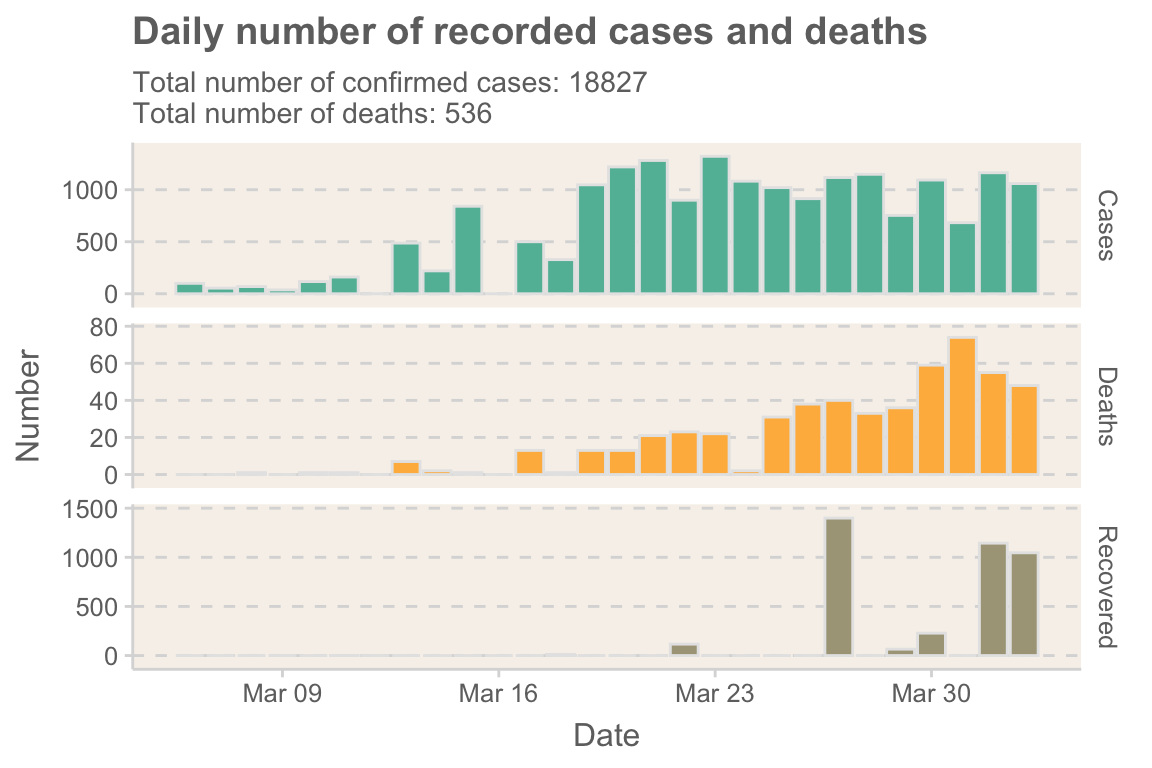 Daily number of recorded cases and deaths
Total number of confirmed cases: 18827
Total number of deaths: 536
1000
500
0
Cases
80
60
40
20
0
Deaths
1500
1000
500
0
Recovered
Number
Mar 09 Mar 16 Mar 23 Mar 30
Date